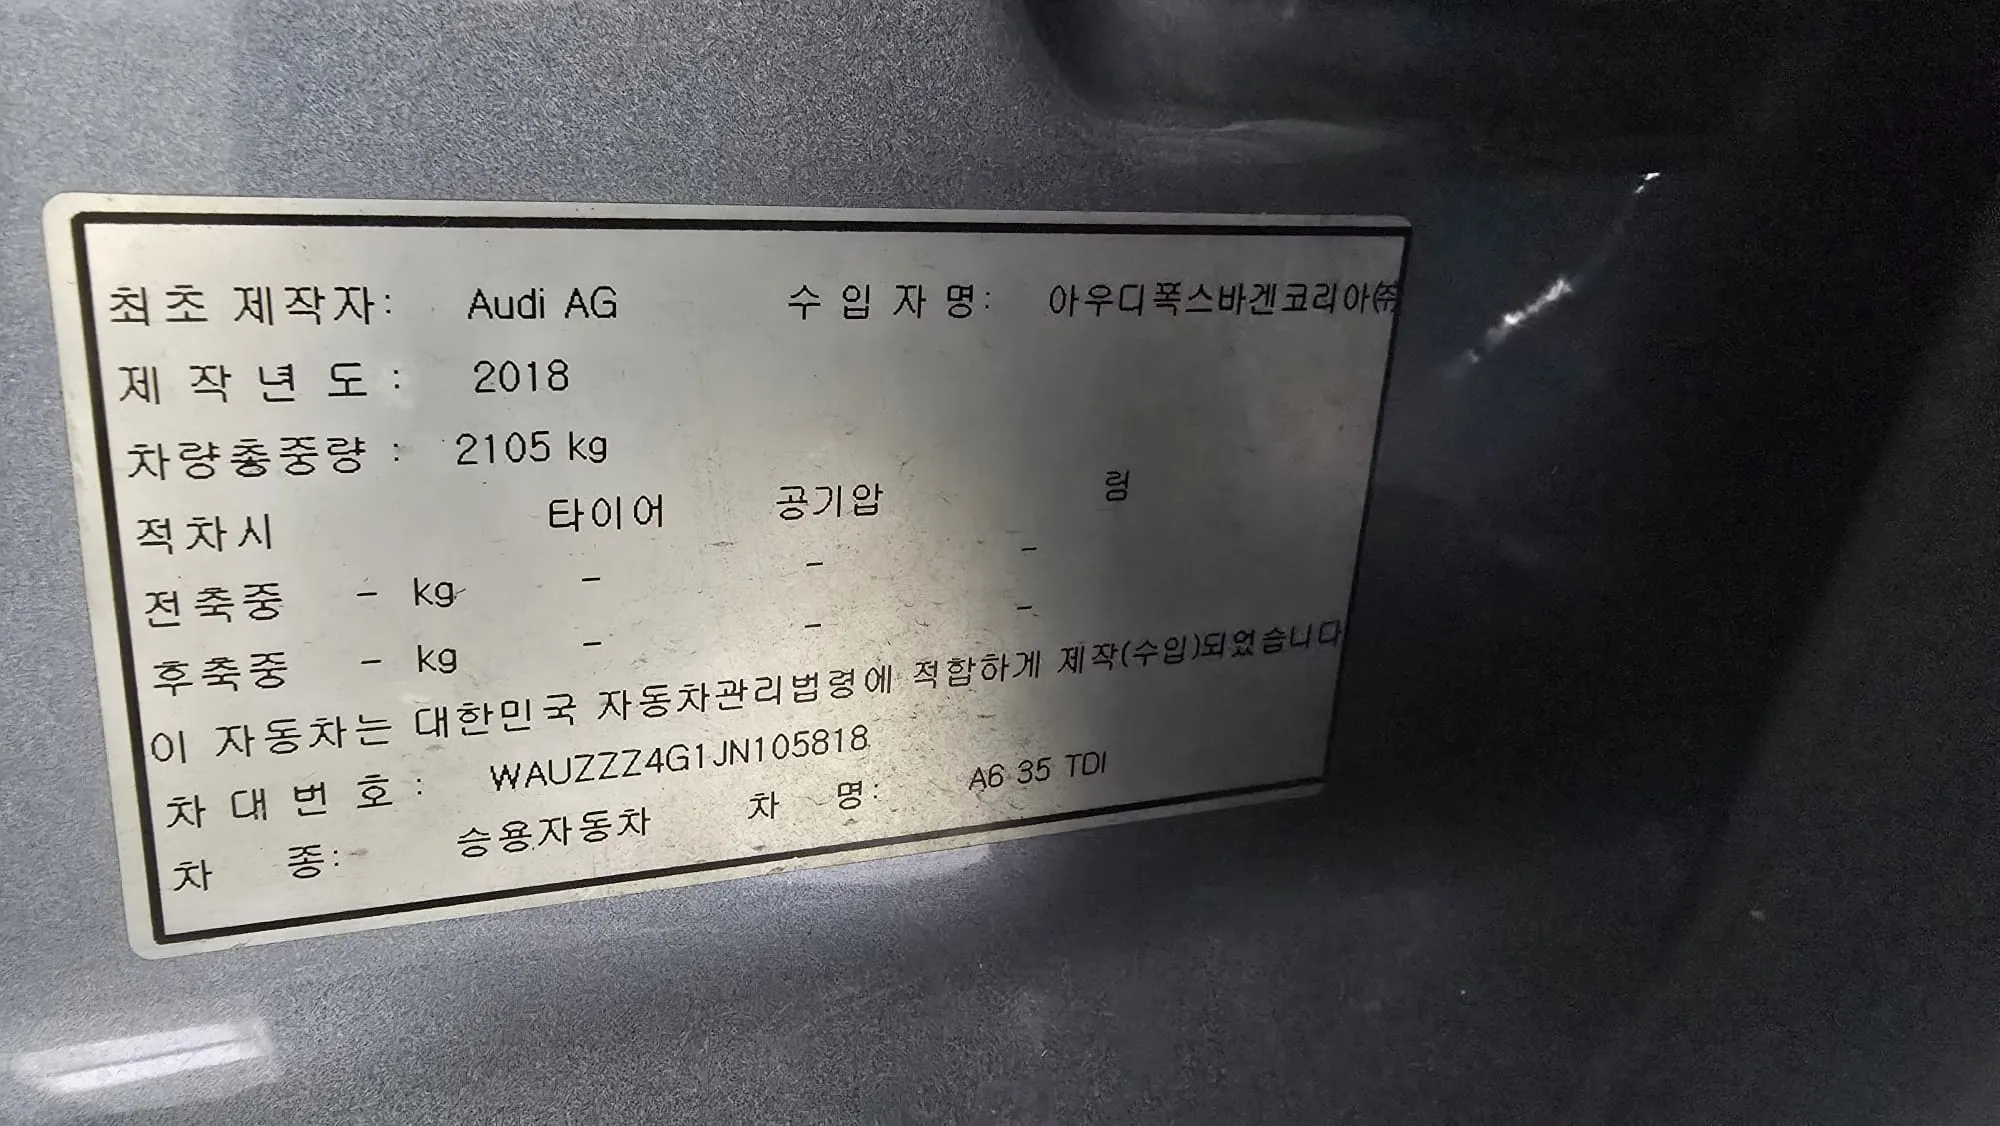 최초 제작자: Audi AG 수 입 자 명: 아우디폭스바겐코리아㈜
제 작 년 도 : 2018
차량총중량 : 2105 kg
적차시 타이어 공기압 림
전축중 - kg - - -
후축중 - kg - - -
이 자동차는 대한민국 자동차관리법령에 적합하게 제작(수입)되었습니다
차 대 번 호 : WAUZZZ4G1JN105818
차 종: 승용자동차 차 명: A6 35 TDI